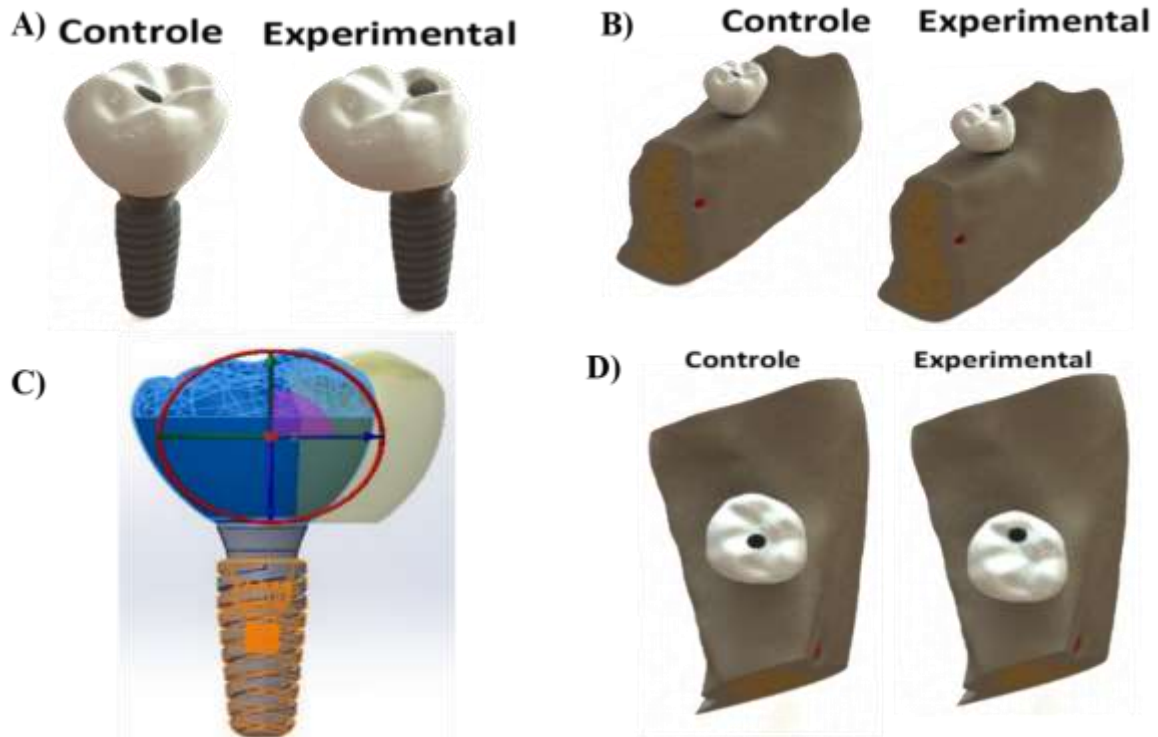 A) Controle Experimental
B) Controle Experimental
C)
D) Controle Experimental